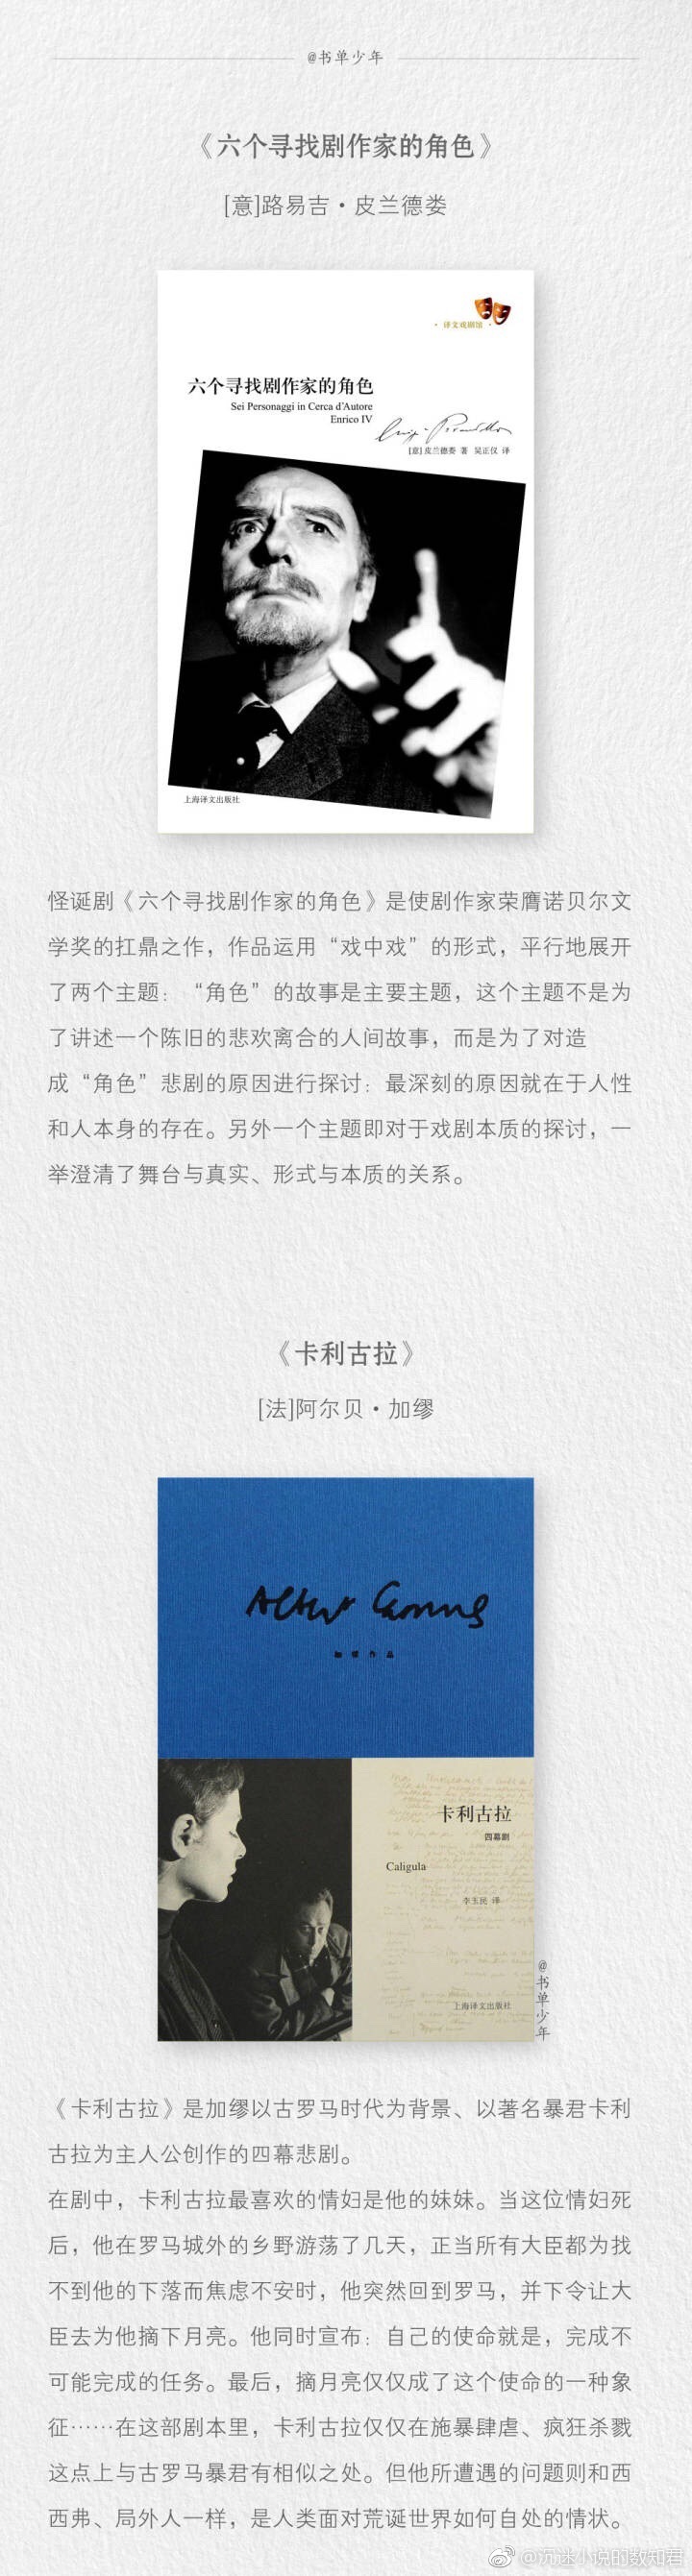 @书单少年
《六个寻找剧作家的角色》
[意]路易吉·皮兰德娄
·译文戏剧馆·
六个寻找剧作家的角色
Sei Personaggi in Cerca d'Autore
Enrico IV
[意] 皮兰德娄 著 吴正仪 译
上海译文出版社
怪诞剧《六个寻找剧作家的角色》是使剧作家荣膺诺贝尔文
学奖的扛鼎之作，作品运用“戏中戏”的形式，平行地展开
了两个主题：“角色”的故事是主要主题，这个主题不是为
了讲述一个陈旧的悲欢离合的人间故事，而是为了对造
成“角色”悲剧的原因进行探讨：最深刻的原因就在于人性
和人本身的存在。另外一个主题即对于戏剧本质的探讨，一
举澄清了舞台与真实、形式与本质的关系。
《卡利古拉》
[法]阿尔贝·加缪
Albert Camus
加缪作品
卡利古拉
四幕剧
Caligula
李玉民 译
上海译文出版社
@书单少年
《卡利古拉》是加缪以古罗马时代为背景、以著名暴君卡利
古拉为主人公创作的四幕悲剧。
在剧中，卡利古拉最喜欢的情妇是他的妹妹。当这位情妇死
后，他在罗马城外的乡野游荡了几天，正当所有大臣都为找
不到他的下落而焦虑不安时，他突然回到罗马，并下令让大
臣去为他摘下月亮。他同时宣布：自己的使命就是，完成不
可能完成的任务。最后，摘月亮仅仅成了这个使命的一种象
征……在这部剧本里，卡利古拉仅仅在施暴肆虐、疯狂杀戮
这点上与古罗马暴君有相似之处。但他所遭遇的问题则和西
西弗、局外人一样，是人类面对荒诞世界如何自处的情状。
@沉迷小说的数知君